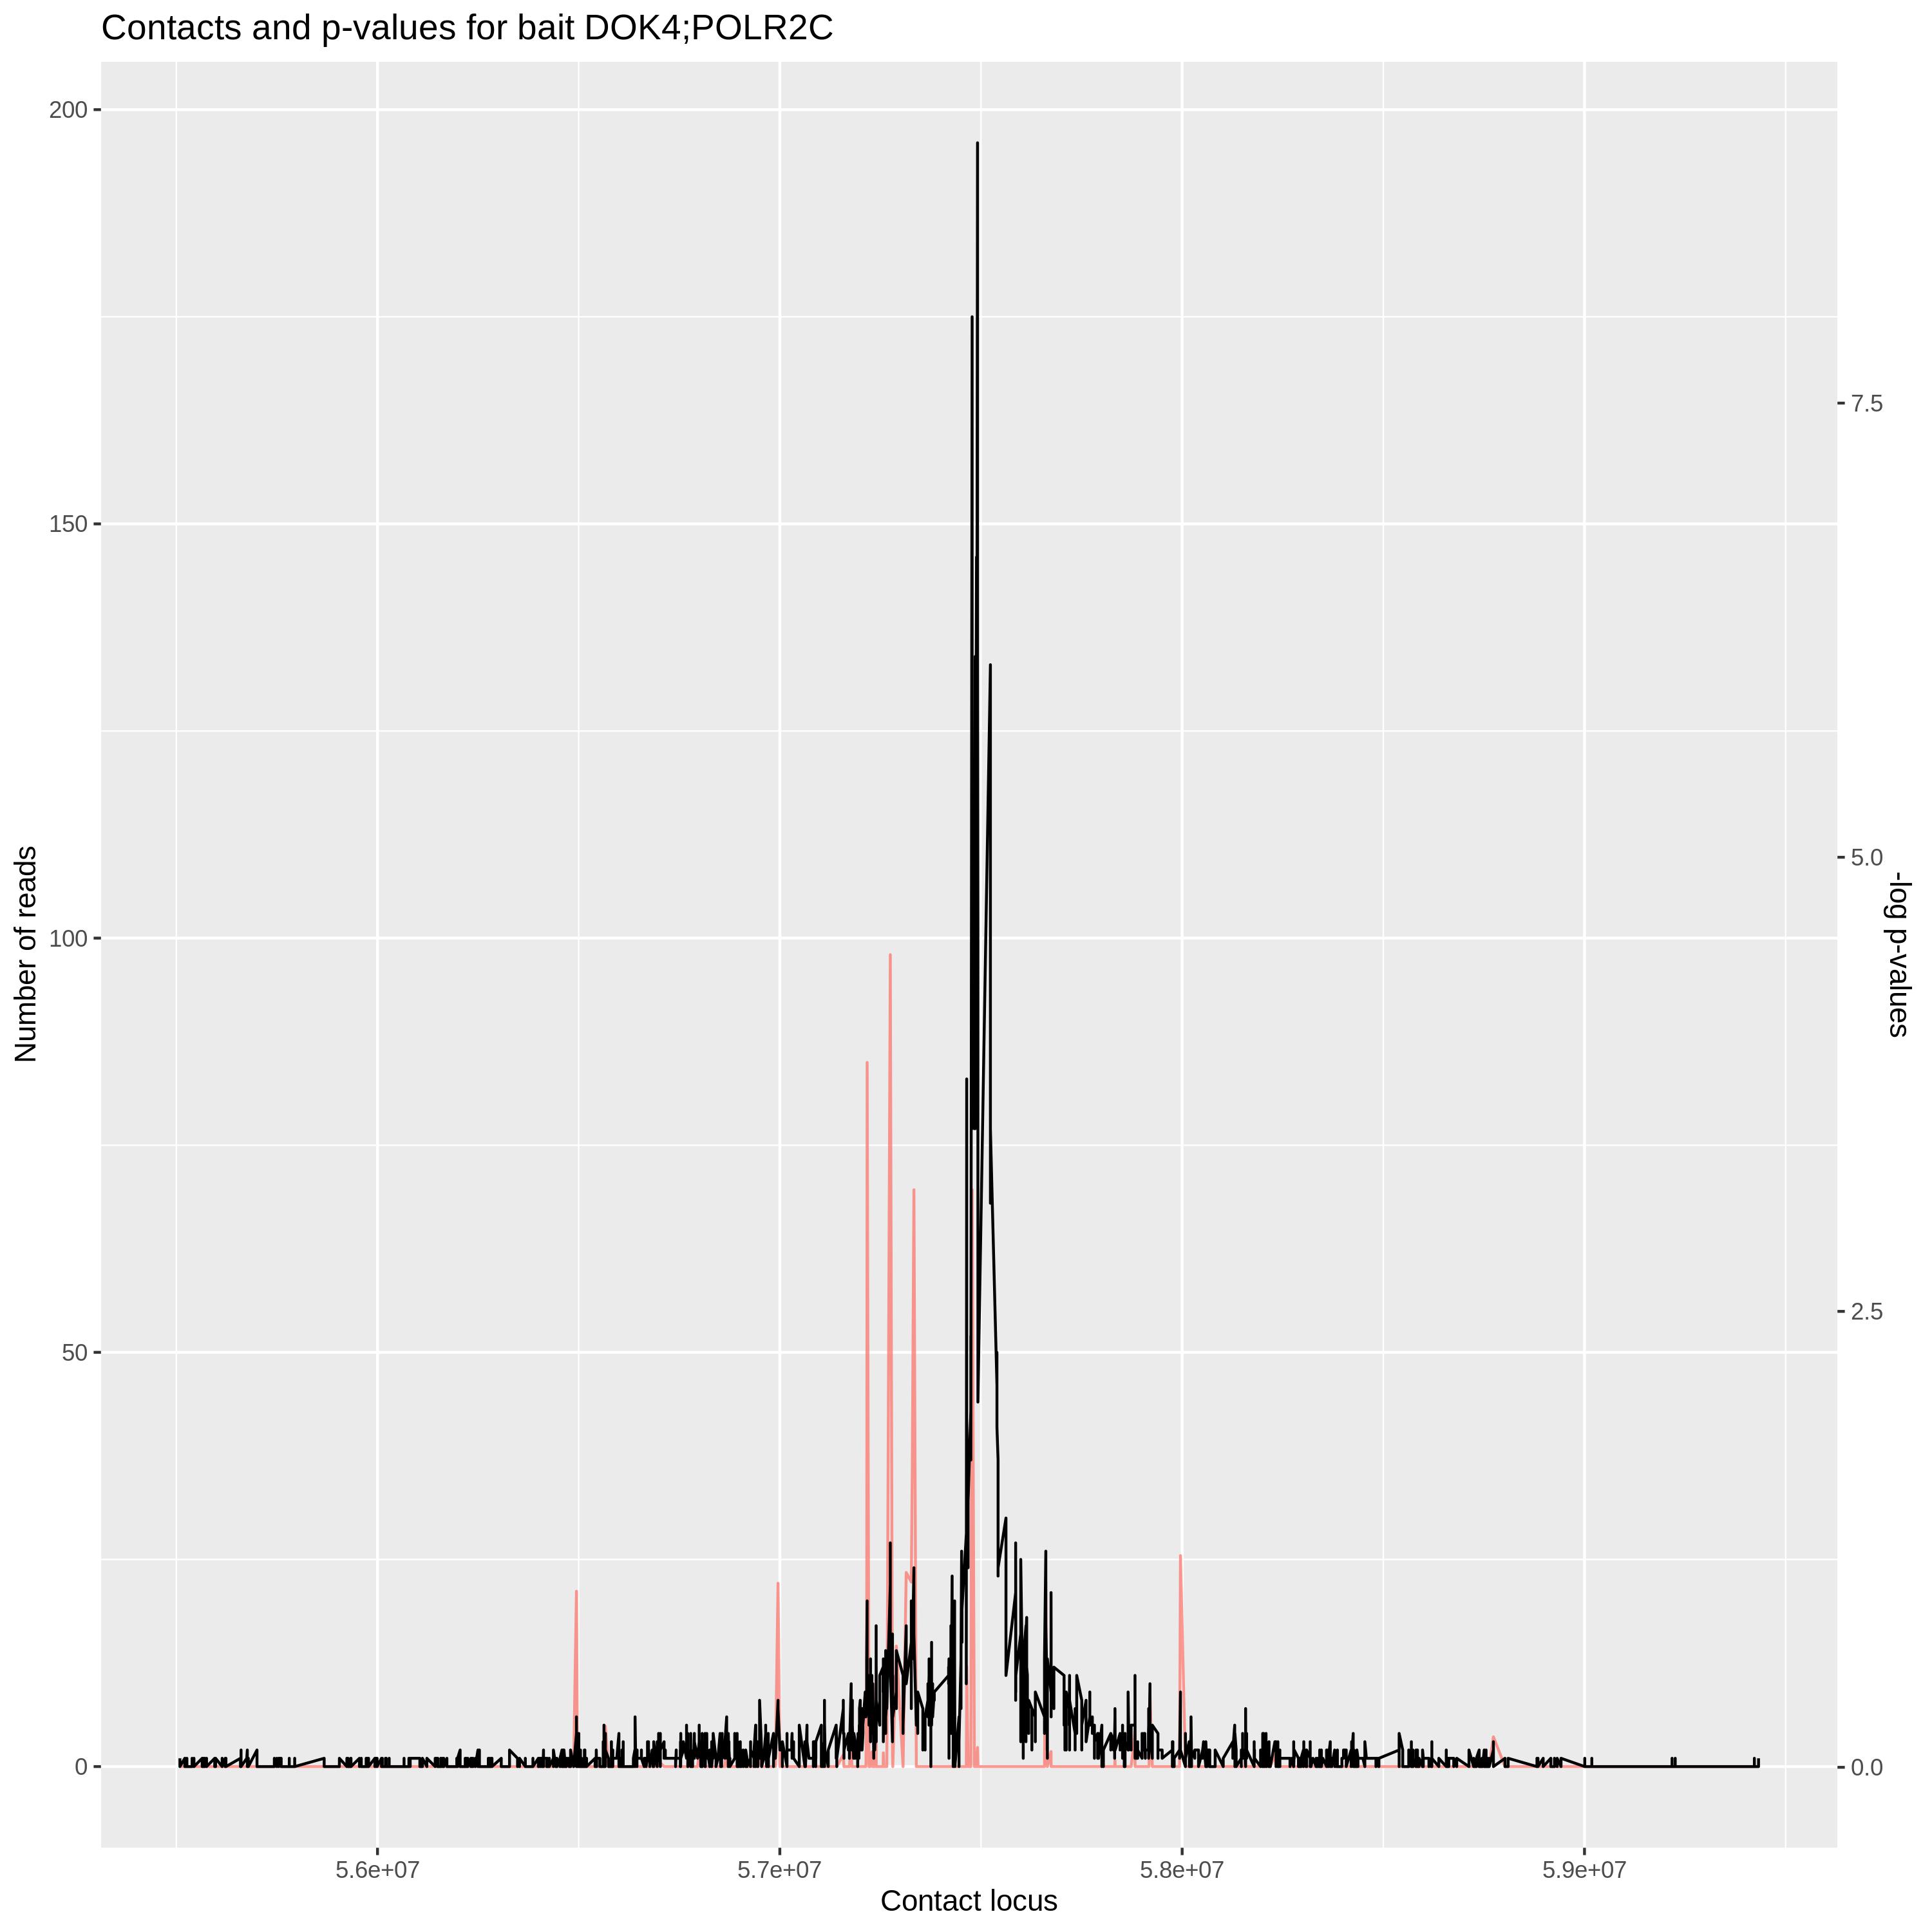 Contacts and p-values for bait DOK4;POLR2C
200
150
100
50
0
Number of reads
7.5
5.0
2.5
0.0
-log p-values
5.6e+07 5.7e+07 5.8e+07 5.9e+07
Contact locus